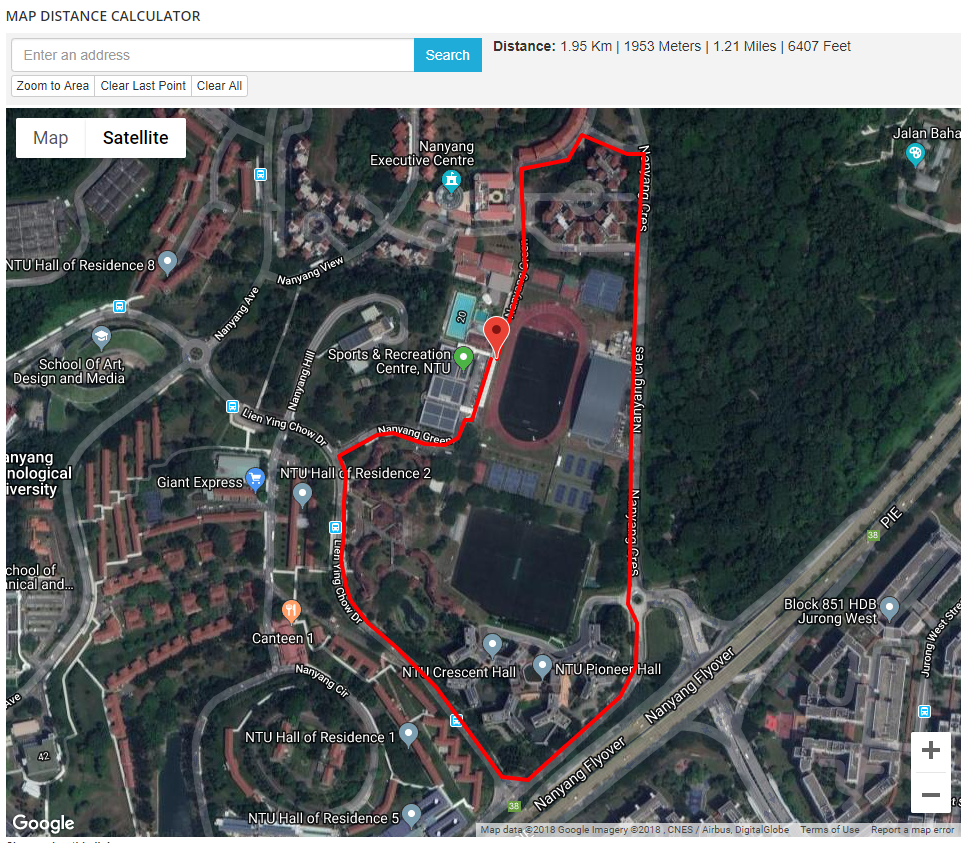 MAP DISTANCE CALCULATOR
Enter an address
Search
Distance: 1.95 Km | 1953 Meters | 1.21 Miles | 6407 Feet
Zoom to Area
Clear Last Point
Clear All
Map
Satellite
Nanyang
Executive Centre
Jalan Baha
Nanyang Cres
NTU Hall of Residence 8
Nanyang View
Nanyang Green
Nanyang Ave
20
School Of Art,
Design and Media
Sports & Recreation
Centre, NTU
Nanyang Hill
Nanyang Cres
Lien Ying Chow Dr
Nanyang Green
anyang
nological
iversity
Giant Express
NTU Hall of Residence 2
Nanyang Cres
PIE
38
Lien Ying Chow Dr
chool of
nical and...
Block 851 HDB
Jurong West
Jurong West Stre
Canteen 1
NTU Crescent Hall
NTU Pioneer Hall
Nanyang Cir
Ave
Nanyang Flyover
NTU Hall of Residence 1
42
Nanyang Flyover
38
NTU Hall of Residence 5
Google
Map data ©2018 Google Imagery ©2018 , CNES / Airbus, DigitalGlobe
Terms of Use
Report a map error